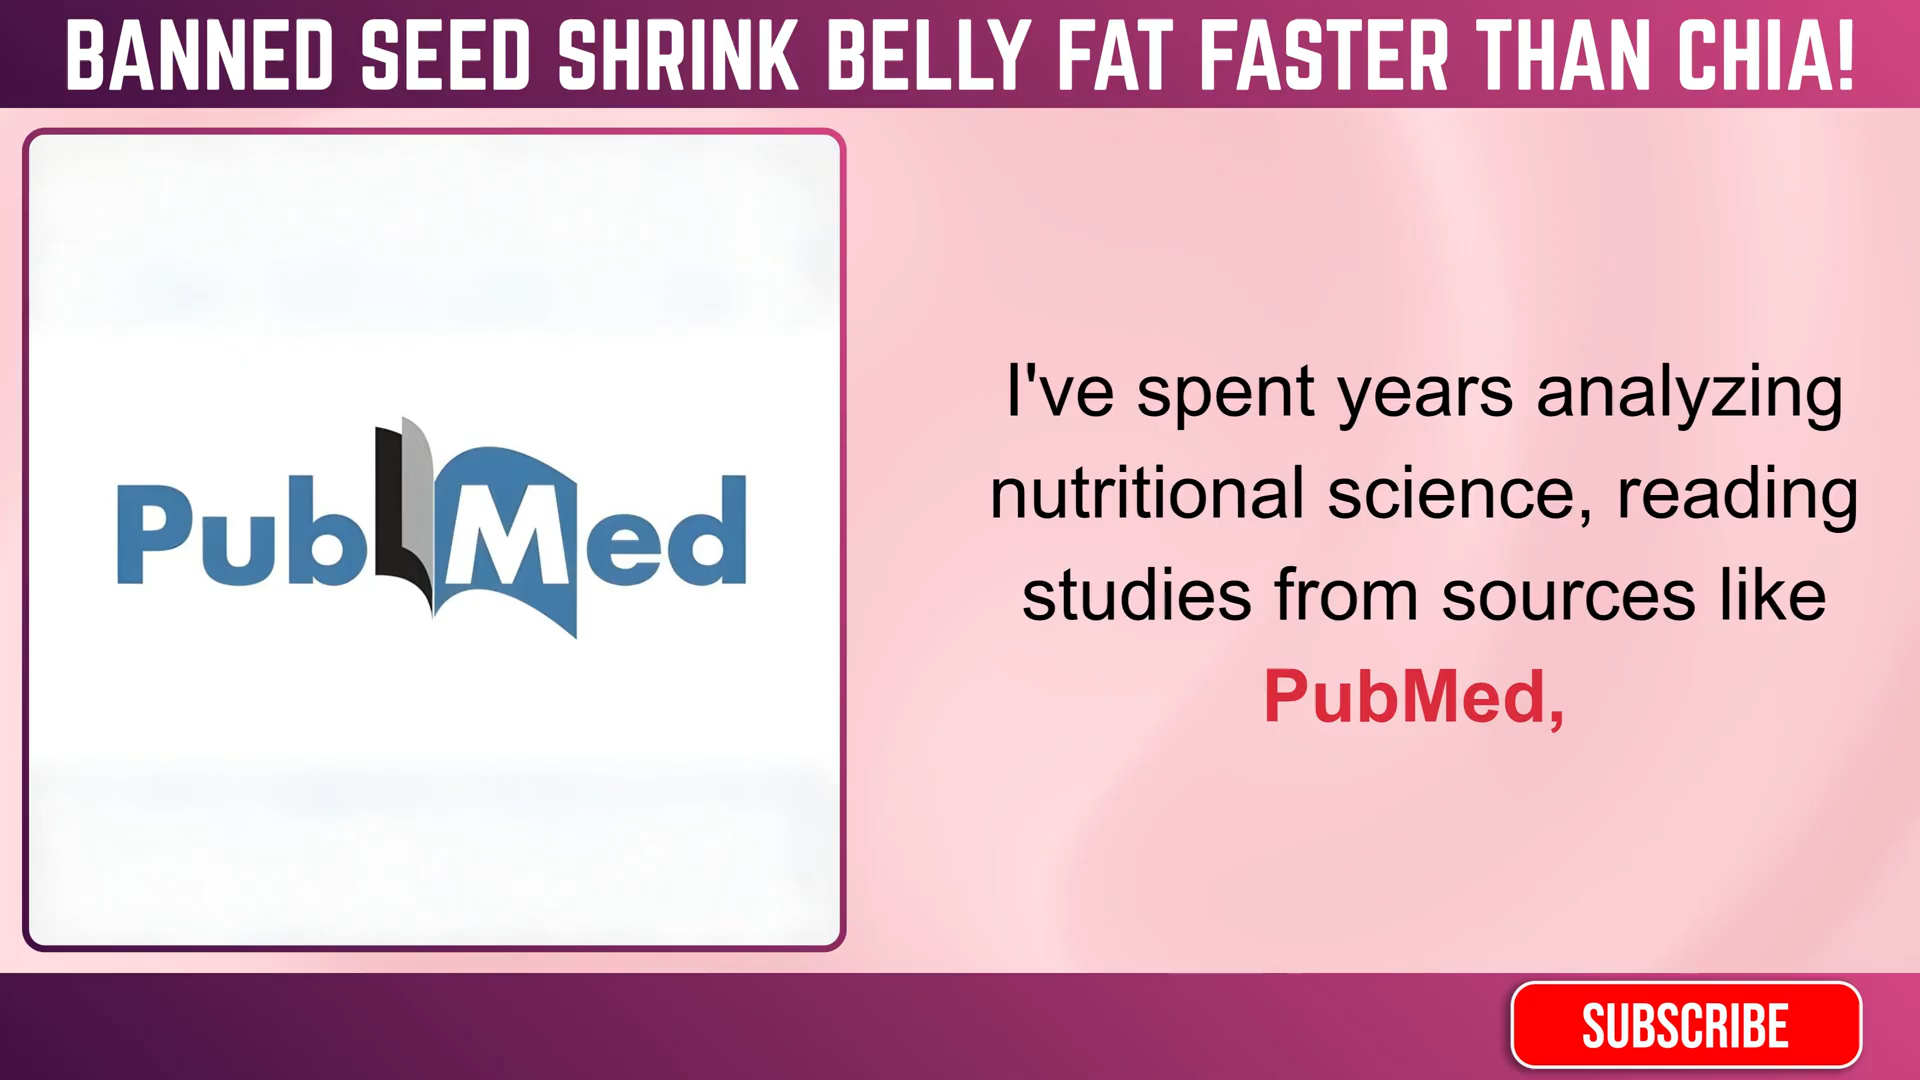 BANNED SEED SHRINK BELLY FAT FASTER THAN CHIA!
PubMed
I've spent years analyzing
nutritional science, reading
studies from sources like
PubMed,
SUBSCRIBE